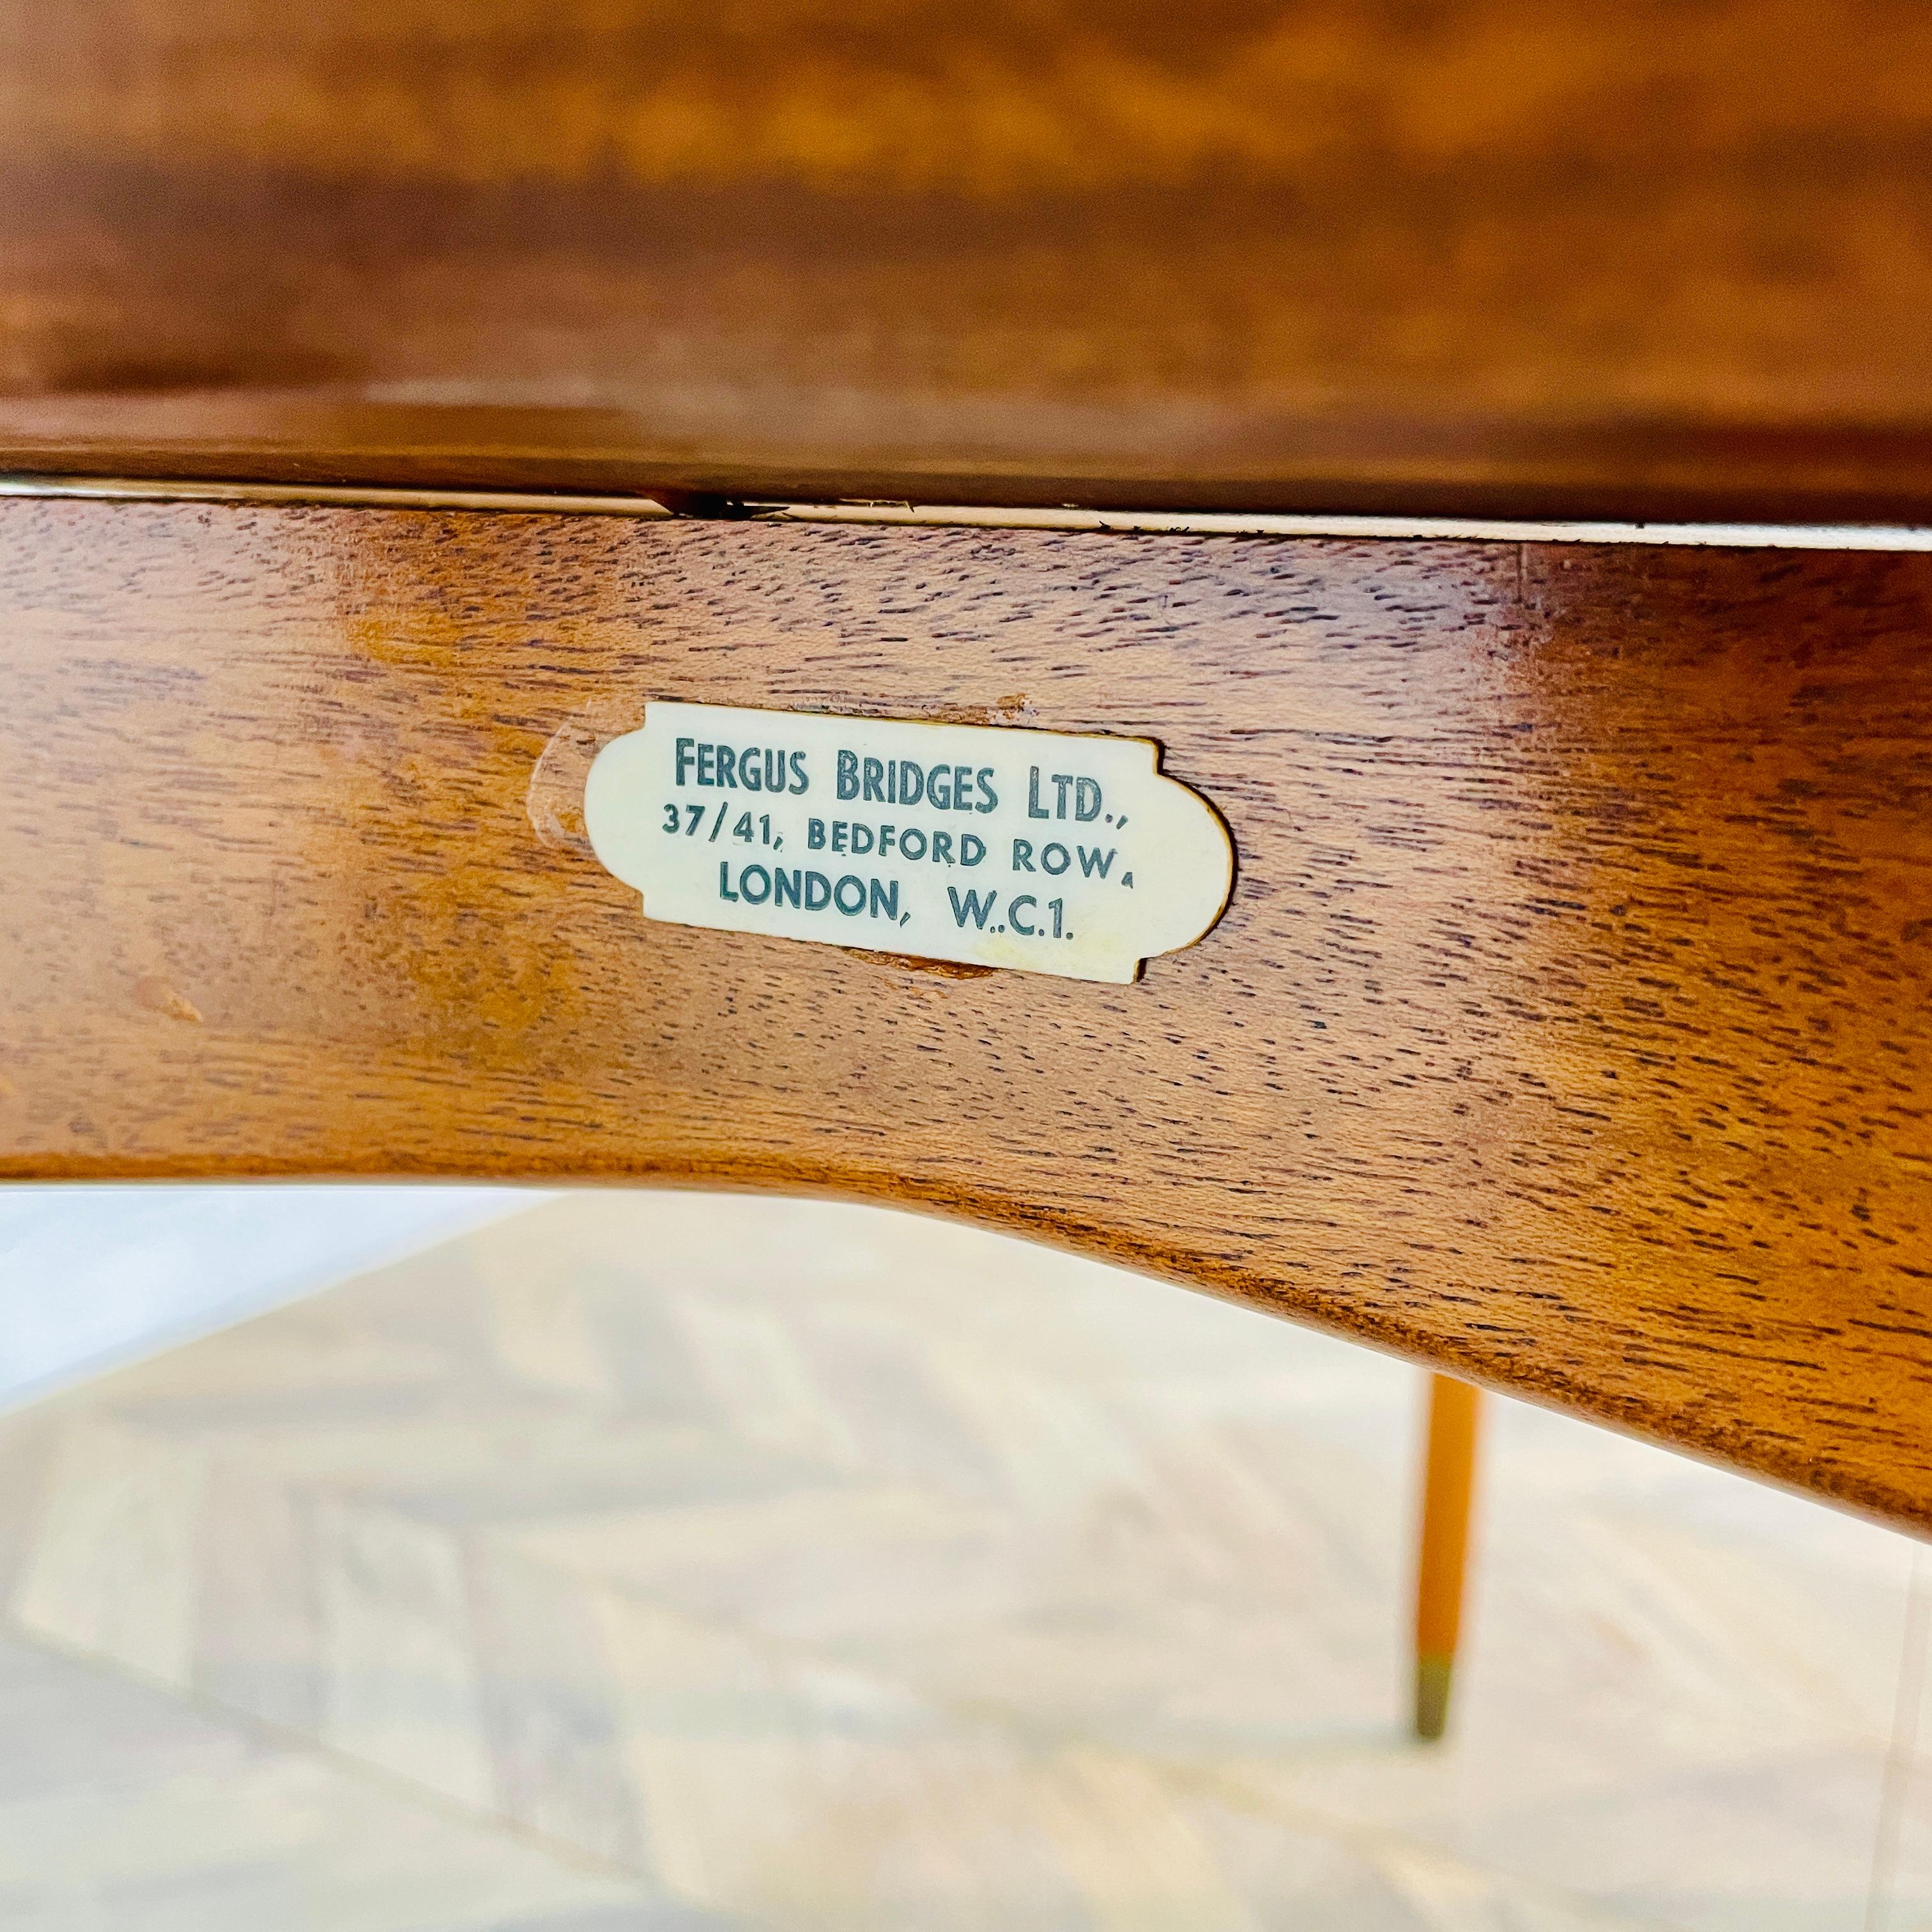 FERGUS BRIDGES LTD.,
37/41, BEDFORD ROW,
LONDON, W.C.1.